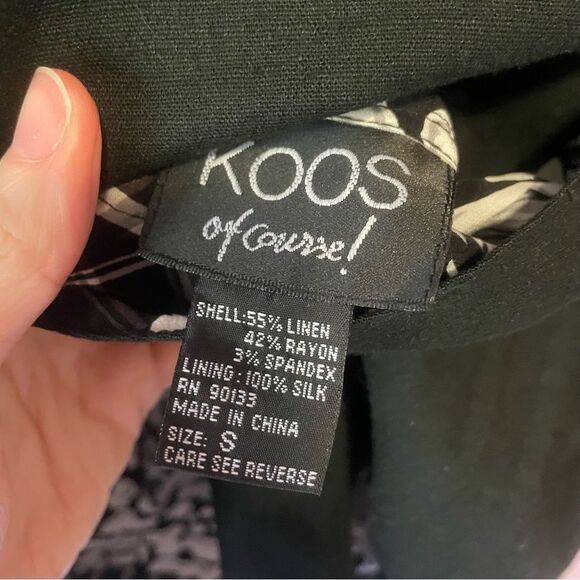 KOOS
of course!
SHELL:55% LINEN
42% RAYON
3% SPANDEX
LINING:100% SILK
RN 90133
MADE IN CHINA
SIZE: S
CARE SEE REVERSE